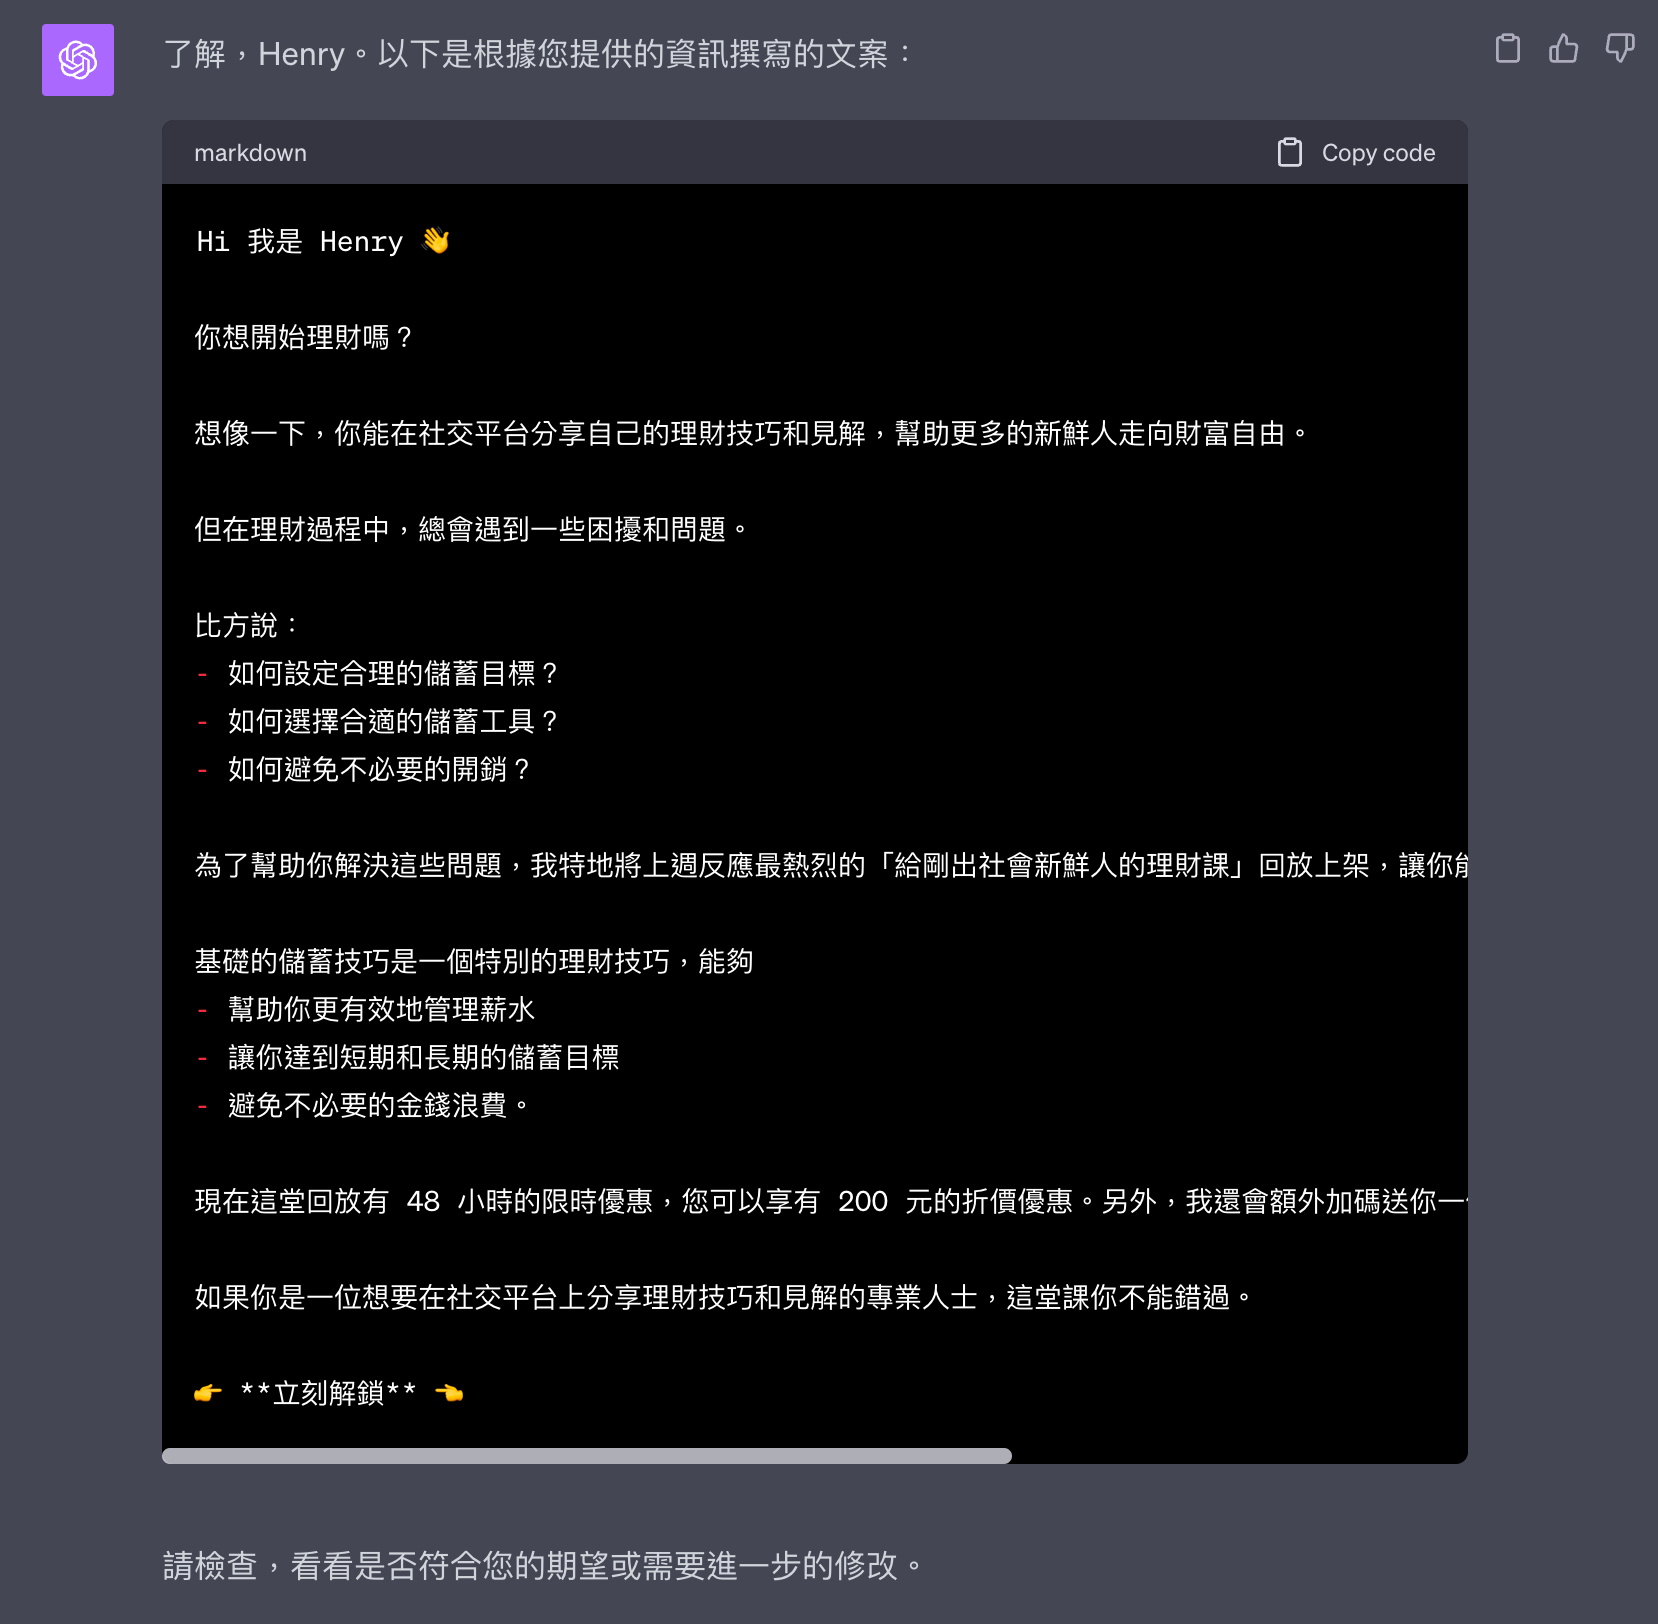 了解，Henry。以下是根據您提供的資訊撰寫的文案：
markdown
Copy code
Hi 我是 Henry 👋
你想開始理財嗎？
想像一下，你能在社交平台分享自己的理財技巧和見解，幫助更多的新鮮人走向財富自由。
但在理財過程中，總會遇到一些困擾和問題。
比方說：
- 如何設定合理的儲蓄目標？
- 如何選擇合適的儲蓄工具？
- 如何避免不必要的開銷？
為了幫助你解決這些問題，我特地將上週反應最熱烈的「給剛出社會新鮮人的理財課」回放上架，讓你能
基礎的儲蓄技巧是一個特別的理財技巧，能夠
- 幫助你更有效地管理薪水
- 讓你達到短期和長期的儲蓄目標
- 避免不必要的金錢浪費。
現在這堂回放有 48 小時的限時優惠，您可以享有 200 元的折價優惠。另外，我還會額外加碼送你一
如果你是一位想要在社交平台上分享理財技巧和見解的專業人士，這堂課你不能錯過。
👉 **立刻解鎖** 👈
請檢查，看看是否符合您的期望或需要進一步的修改。